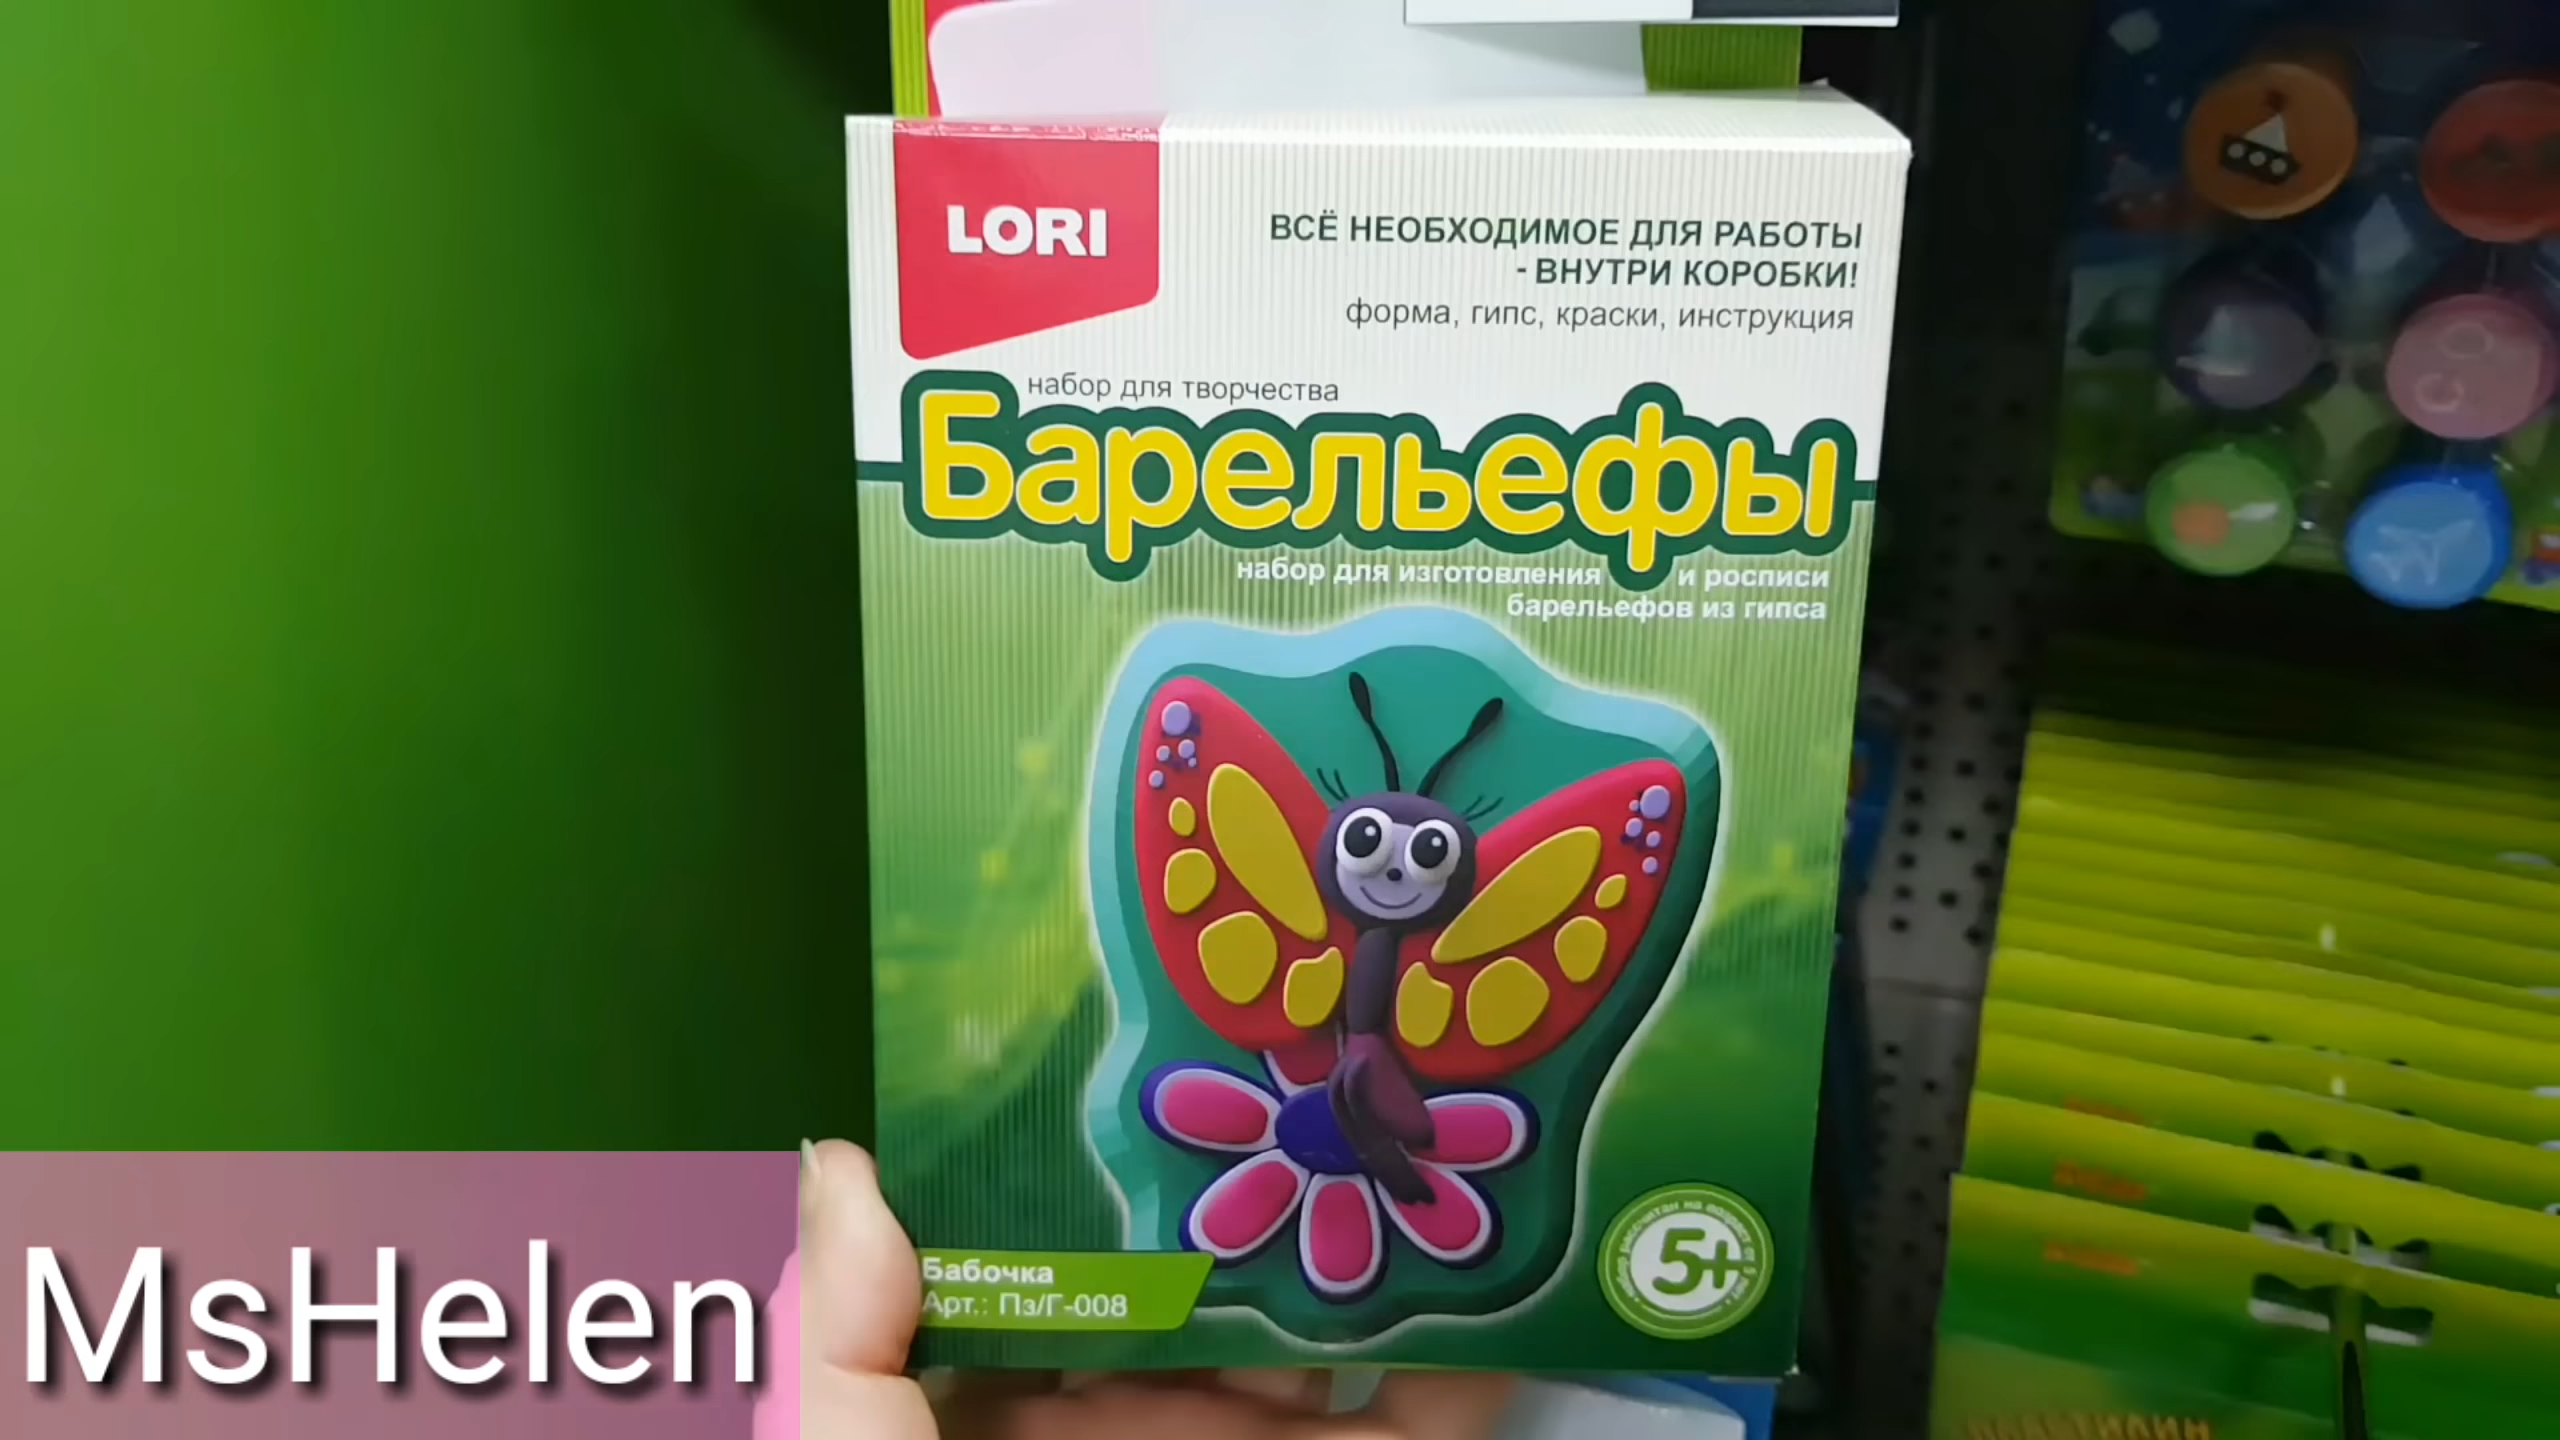 LORI
ВСЁ НЕОБХОДИМОЕ ДЛЯ РАБОТЫ
- ВНУТРИ КОРОБКИ!
форма, гипс, краски, инструкция
набор для творчества
Барельефы
набор для изготовления и росписи
барельефов из гипса
5+
Бабочка
Арт.: Пз/Г-008
MsHelen